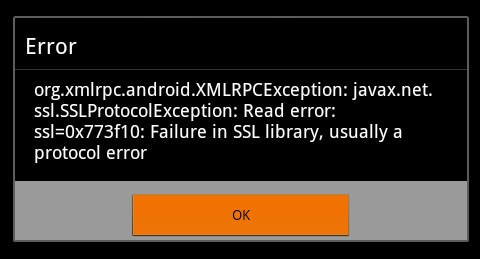 Error
org.xmlrpc.android.XMLRPCException: javax.net.
ssl.SSLProtocolException: Read error:
ssl=0x773f10: Failure in SSL library, usually a
protocol error
OK